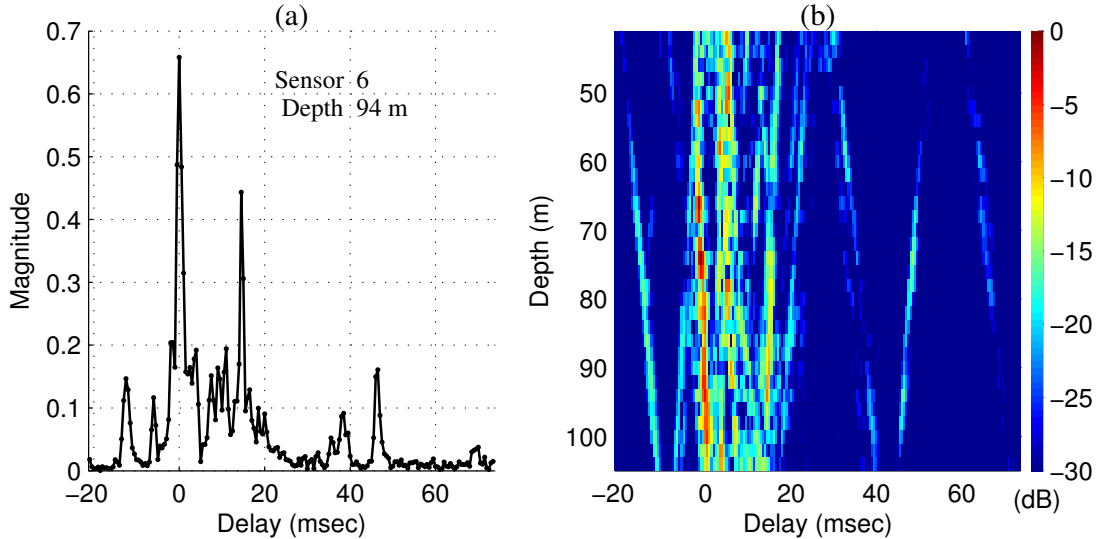 (a)
0.7
0.6
0.5
0.4
0.3
0.2
0.1
0
Magnitude
Sensor 6
Depth 94 m
−20 0 20 40 60
Delay (msec)
(b)
50
60
70
80
90
100
Depth (m)
−20 0 20 40 60
Delay (msec)
0
−5
−10
−15
−20
−25
−30
(dB)